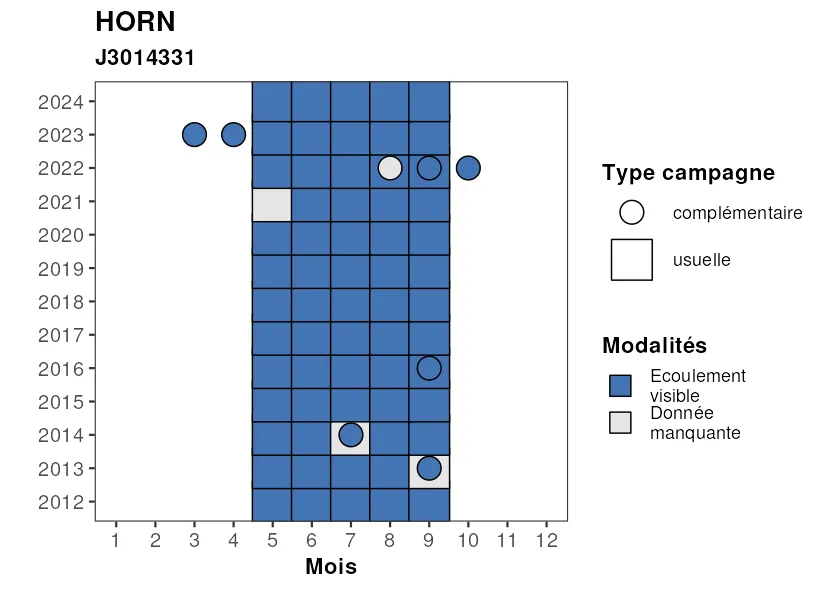 HORN
J3014331
2024
2023
2022
2021
2020
2019
2018
2017
2016
2015
2014
2013
2012
1 2 3 4 5 6 7 8 9 10 11 12
Mois
Type campagne
complémentaire
usuelle
Modalités
Ecoulement
visible
Donnée
manquante